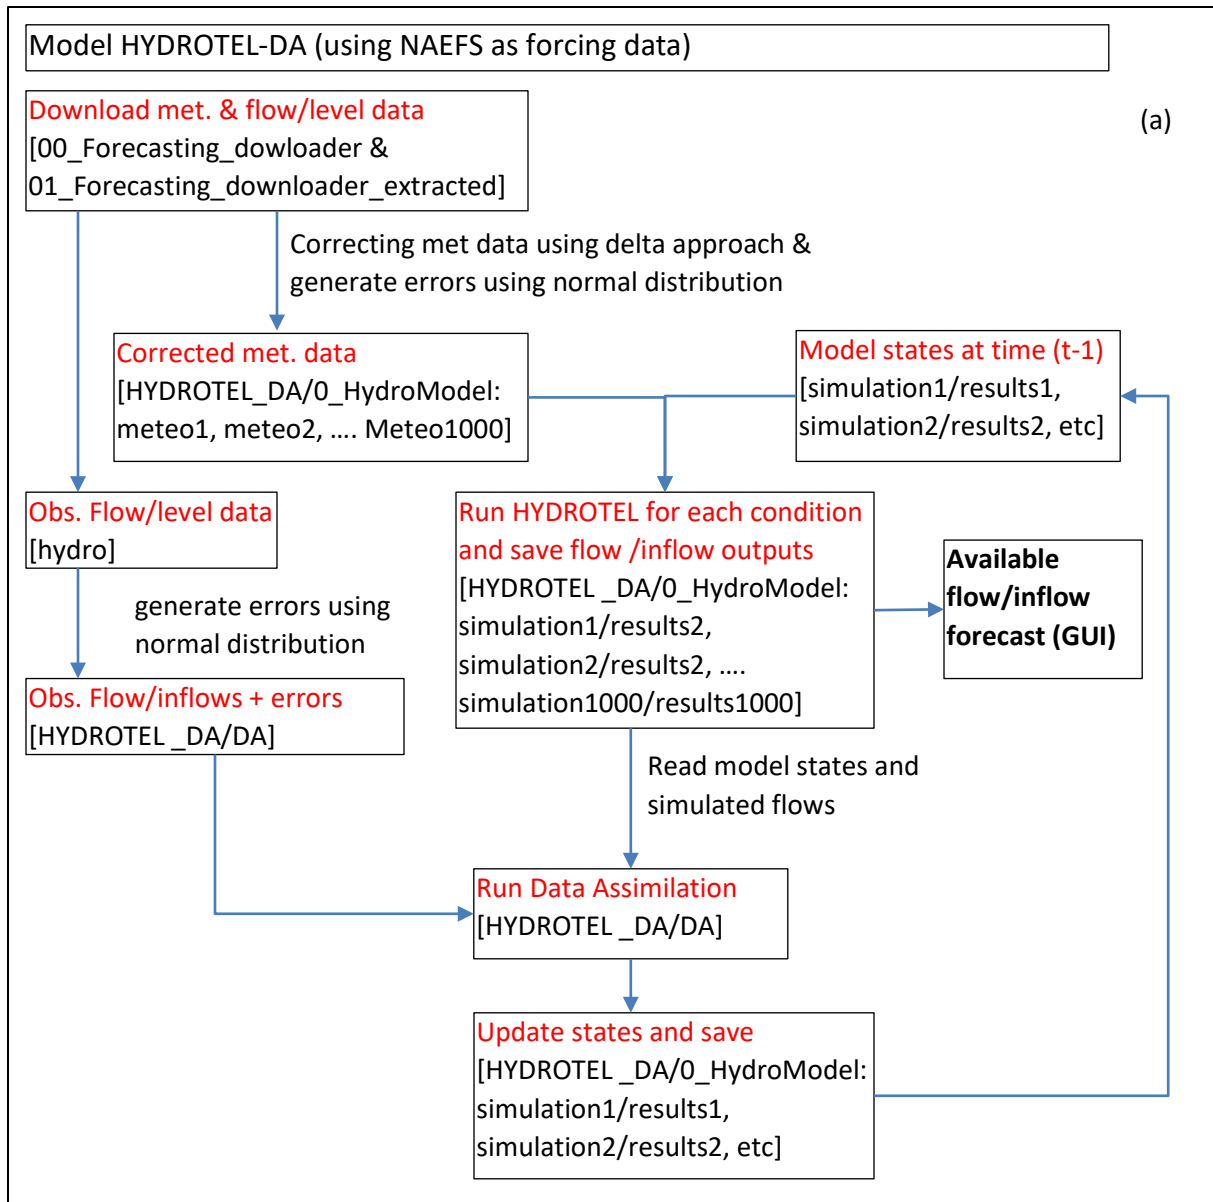 Model HYDROTEL-DA (using NAEFS as forcing data)
(a)
Download met. & flow/level data
[00_Forecasting_dowloader &
01_Forecasting_downloader_extracted]
Correcting met data using delta approach &
generate errors using normal distribution
Corrected met. data
[HYDROTEL_DA/0_HydroModel:
meteo1, meteo2, .... Meteo1000]
Model states at time (t-1)
[simulation1/results1,
simulation2/results2, etc]
Obs. Flow/level data
[hydro]
Run HYDROTEL for each condition
and save flow /inflow outputs
[HYDROTEL _DA/0_HydroModel:
simulation1/results2,
simulation2/results2, ....
simulation1000/results1000]
Available
flow/inflow
forecast (GUI)
generate errors using
normal distribution
Obs. Flow/inflows + errors
[HYDROTEL _DA/DA]
Read model states and
simulated flows
Run Data Assimilation
[HYDROTEL _DA/DA]
Update states and save
[HYDROTEL _DA/0_HydroModel:
simulation1/results1,
simulation2/results2, etc]